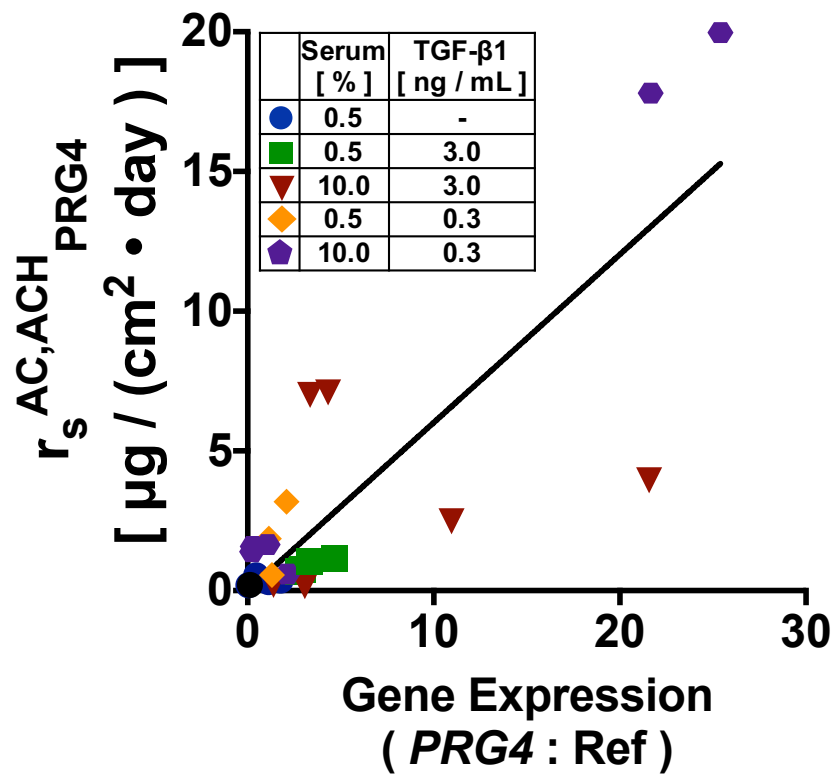 20
15
10
5
0
r_s^AC,ACH_PRG4
[ µg / (cm² • day) ]
Serum TGF-β1
[ % ] [ ng / mL ]
0.5 -
0.5 3.0
10.0 3.0
0.5 0.3
10.0 0.3
0 10 20 30
Gene Expression
( PRG4 : Ref )